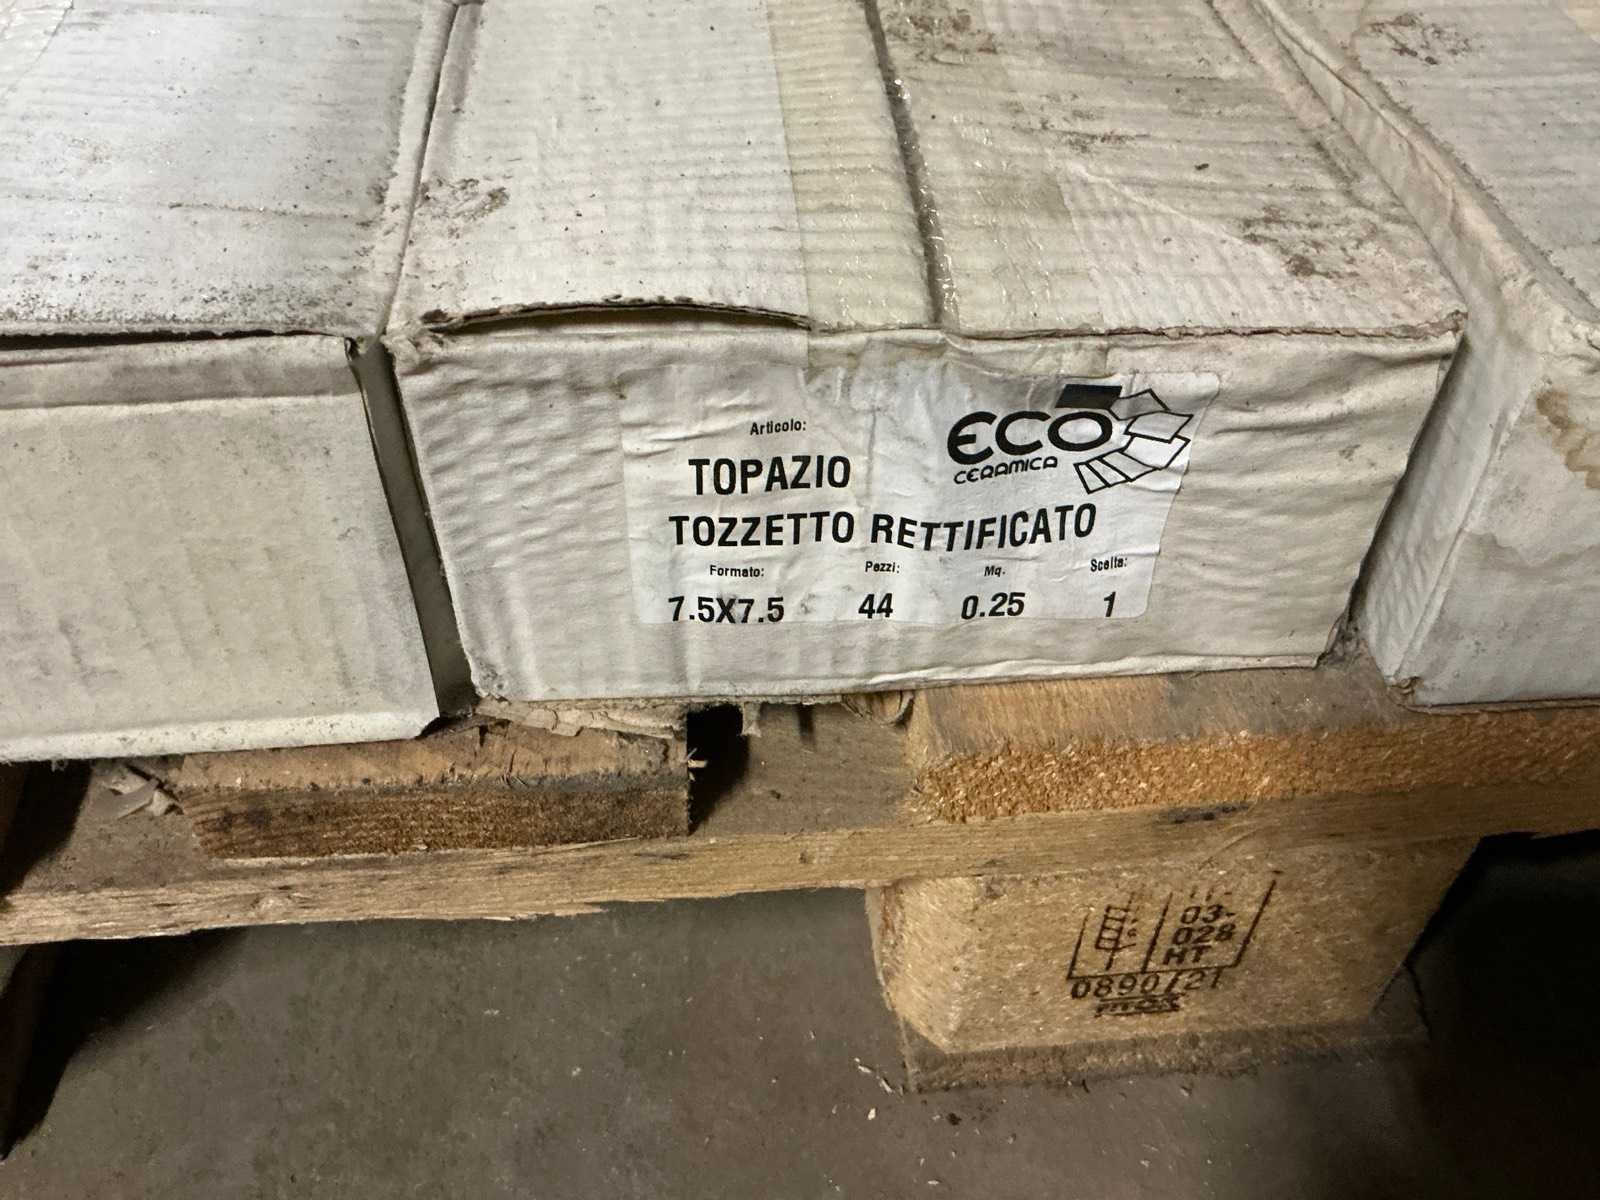 Articolo:
ECO
CERAMICA
TOPAZIO
TOZZETTO RETTIFICATO
Formato: Pezzi: Mq. Scelta:
7.5X7.5 44 0.25 1
03-
028
HT
0890/21